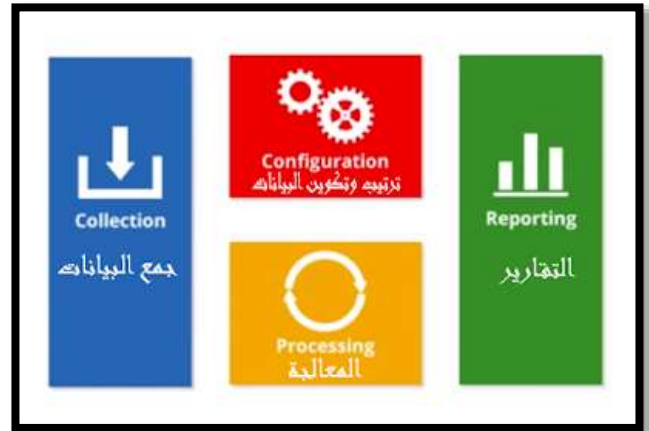 Collection
جمع البيانات
Configuration
ترتيب وتكوين البيانات
Processing
المعالجة
Reporting
التقارير